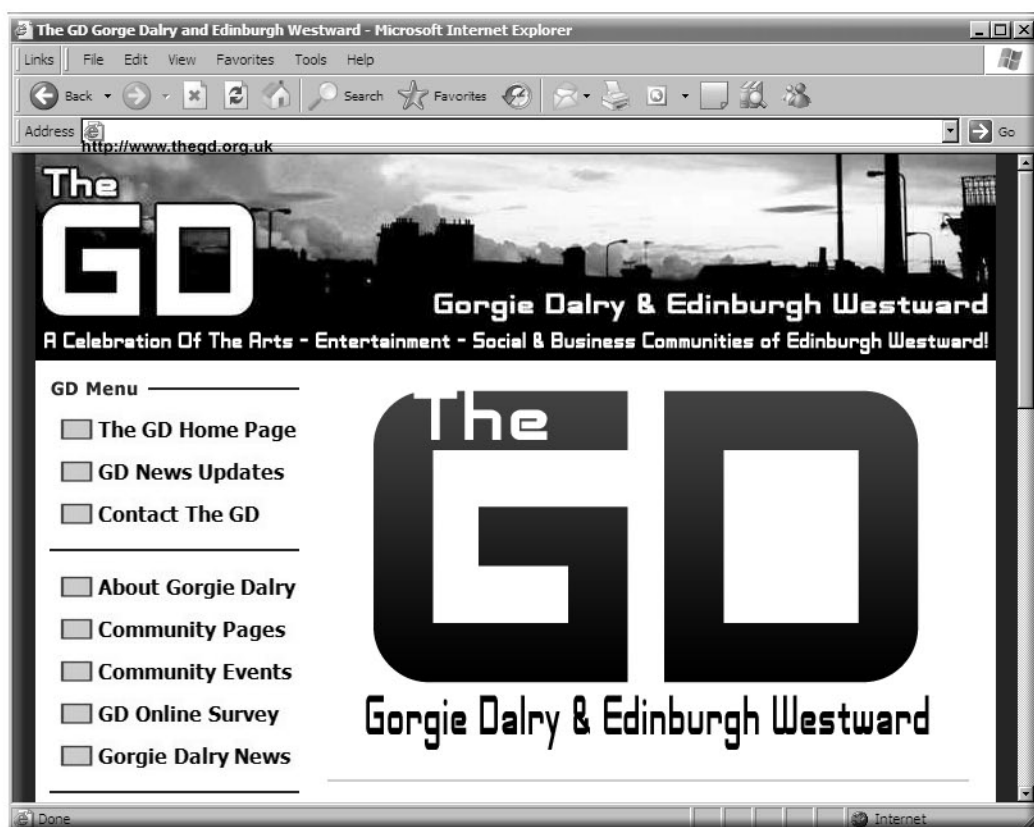 The GD Gorge Dalry and Edinburgh Westward - Microsoft Internet Explorer
Links File Edit View Favorites Tools Help
Back Search Favorites
Address Go
http://www.thegd.org.uk
The
GD
Gorgie Dalry & Edinburgh Westward
A Celebration Of The Arts - Entertainment - Social & Business Communities of Edinburgh Westward!
GD Menu
The GD Home Page
GD News Updates
Contact The GD
About Gorgie Dalry
Community Pages
Community Events
GD Online Survey
Gorgie Dalry News
The
GD
Gorgie Dalry & Edinburgh Westward
Done Internet